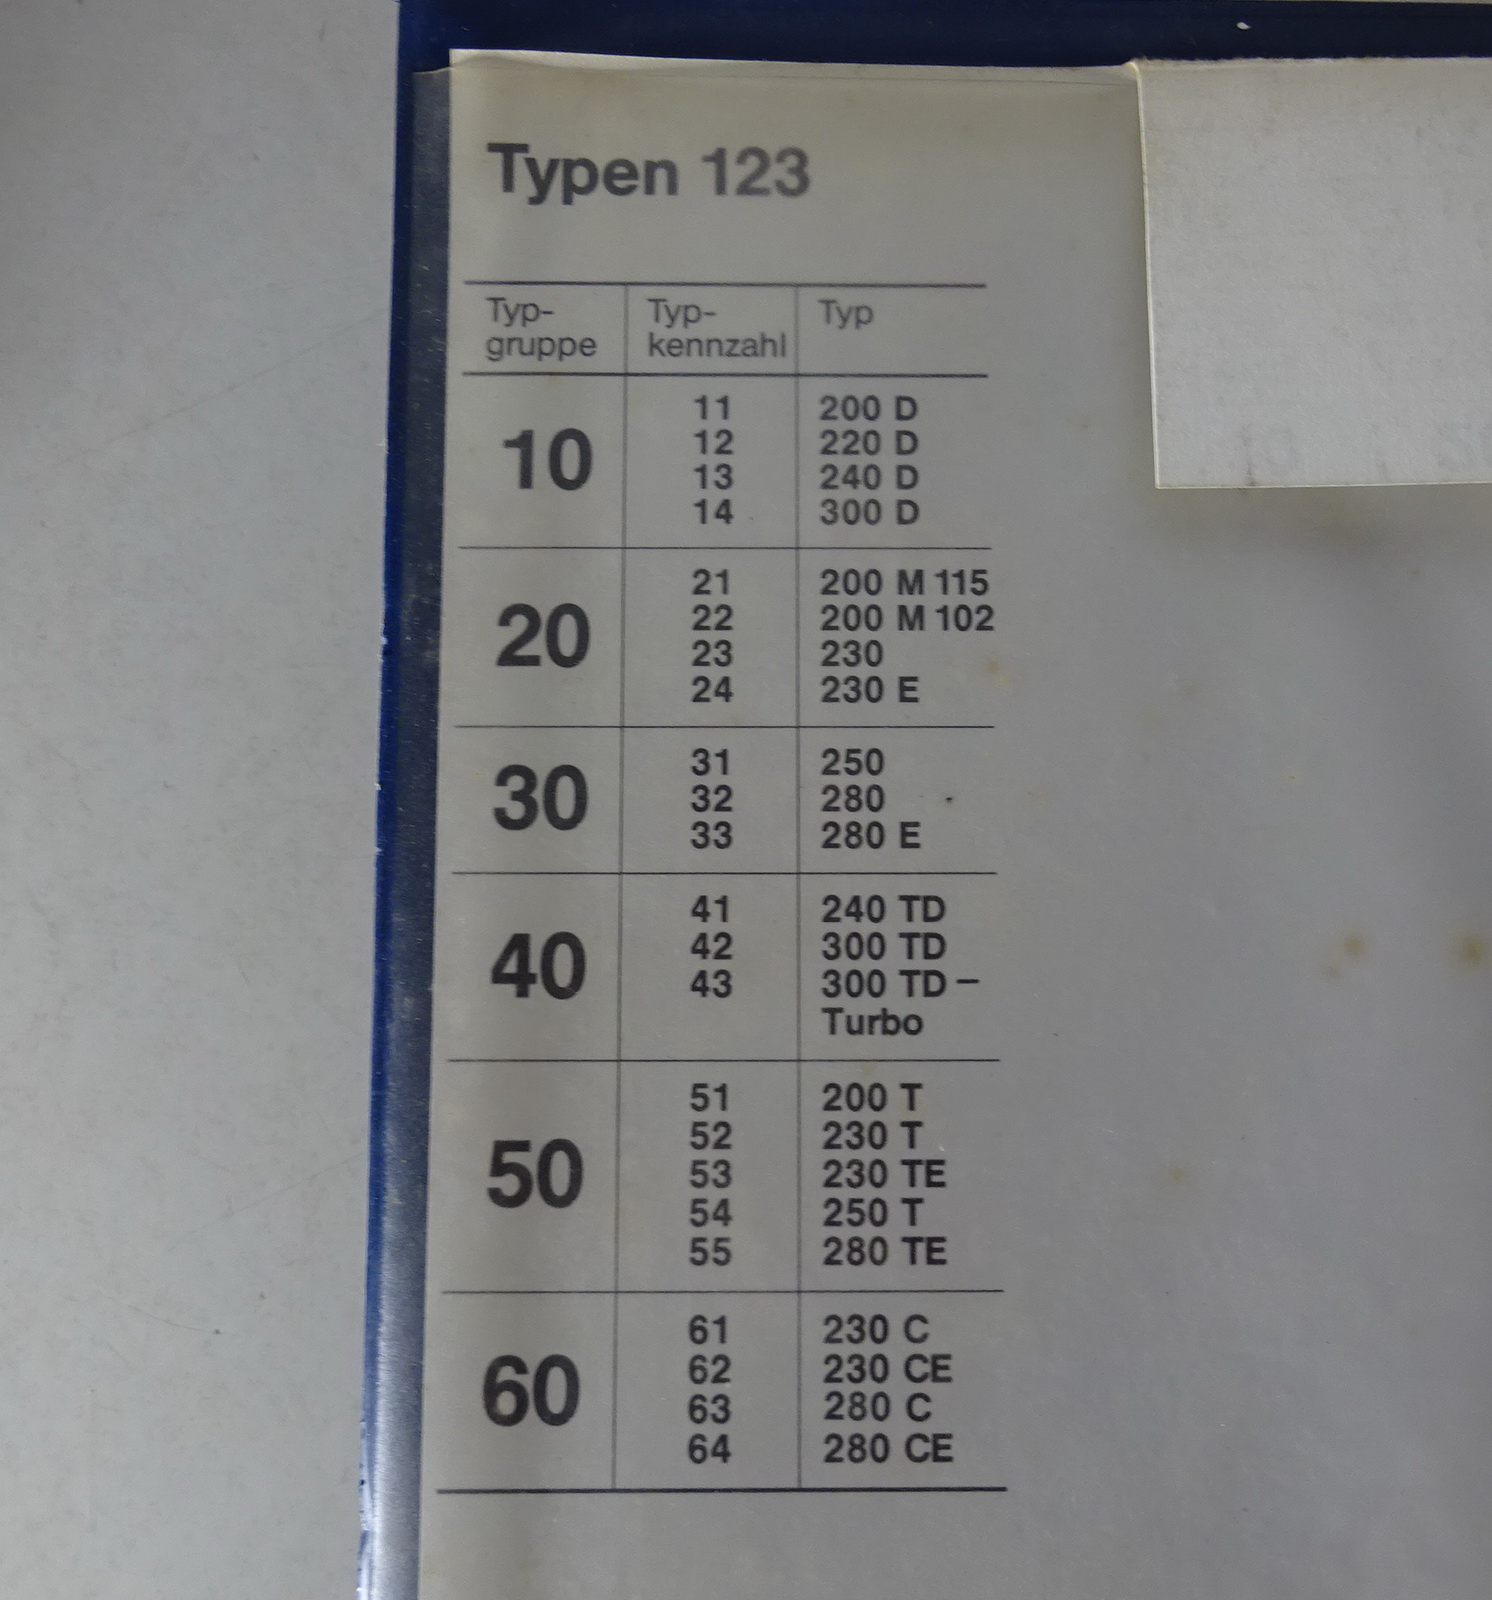 Typen 123
Typ-
gruppe
Typ-
kennzahl
Typ
10
11 200 D
12 220 D
13 240 D
14 300 D
20
21 200 M 115
22 200 M 102
23 230
24 230 E
30
31 250
32 280
33 280 E
40
41 240 TD
42 300 TD
43 300 TD –
Turbo
50
51 200 T
52 230 T
53 230 TE
54 250 T
55 280 TE
60
61 230 C
62 230 CE
63 280 C
64 280 CE